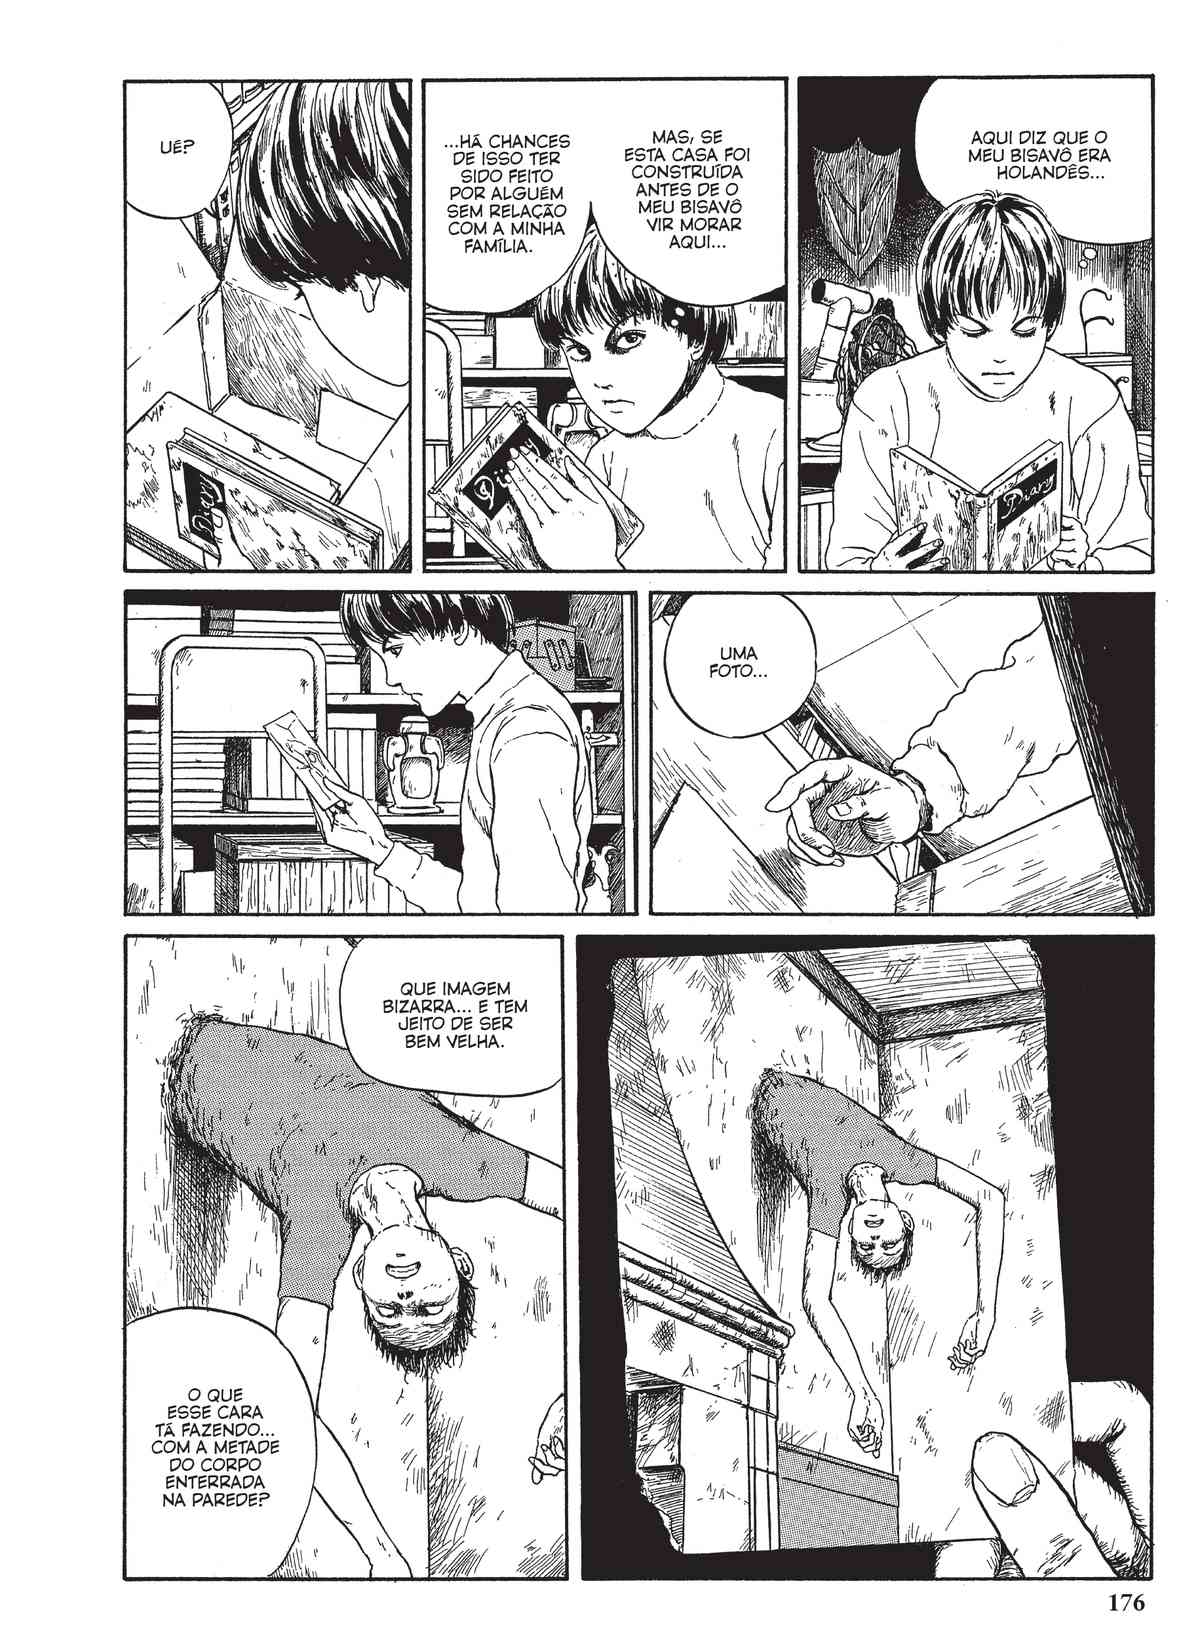 AQUI DIZ QUE O
MEU BISAVÔ ERA
HOLANDÊS...
Diary
MAS, SE
ESTA CASA FOI
CONSTRUÍDA
ANTES DE O
MEU BISAVÔ
VIR MORAR
AQUI...
...HÁ CHANCES
DE ISSO TER
SIDO FEITO
POR ALGUÉM
SEM RELAÇÃO
COM A MINHA
FAMÍLIA.
UÉ?
Diary
UMA
FOTO...
QUE IMAGEM
BIZARRA... E TEM
JEITO DE SER
BEM VELHA.
O QUE
ESSE CARA
TÁ FAZENDO...
COM A METADE
DO CORPO
ENTERRADA
NA PAREDE?
176